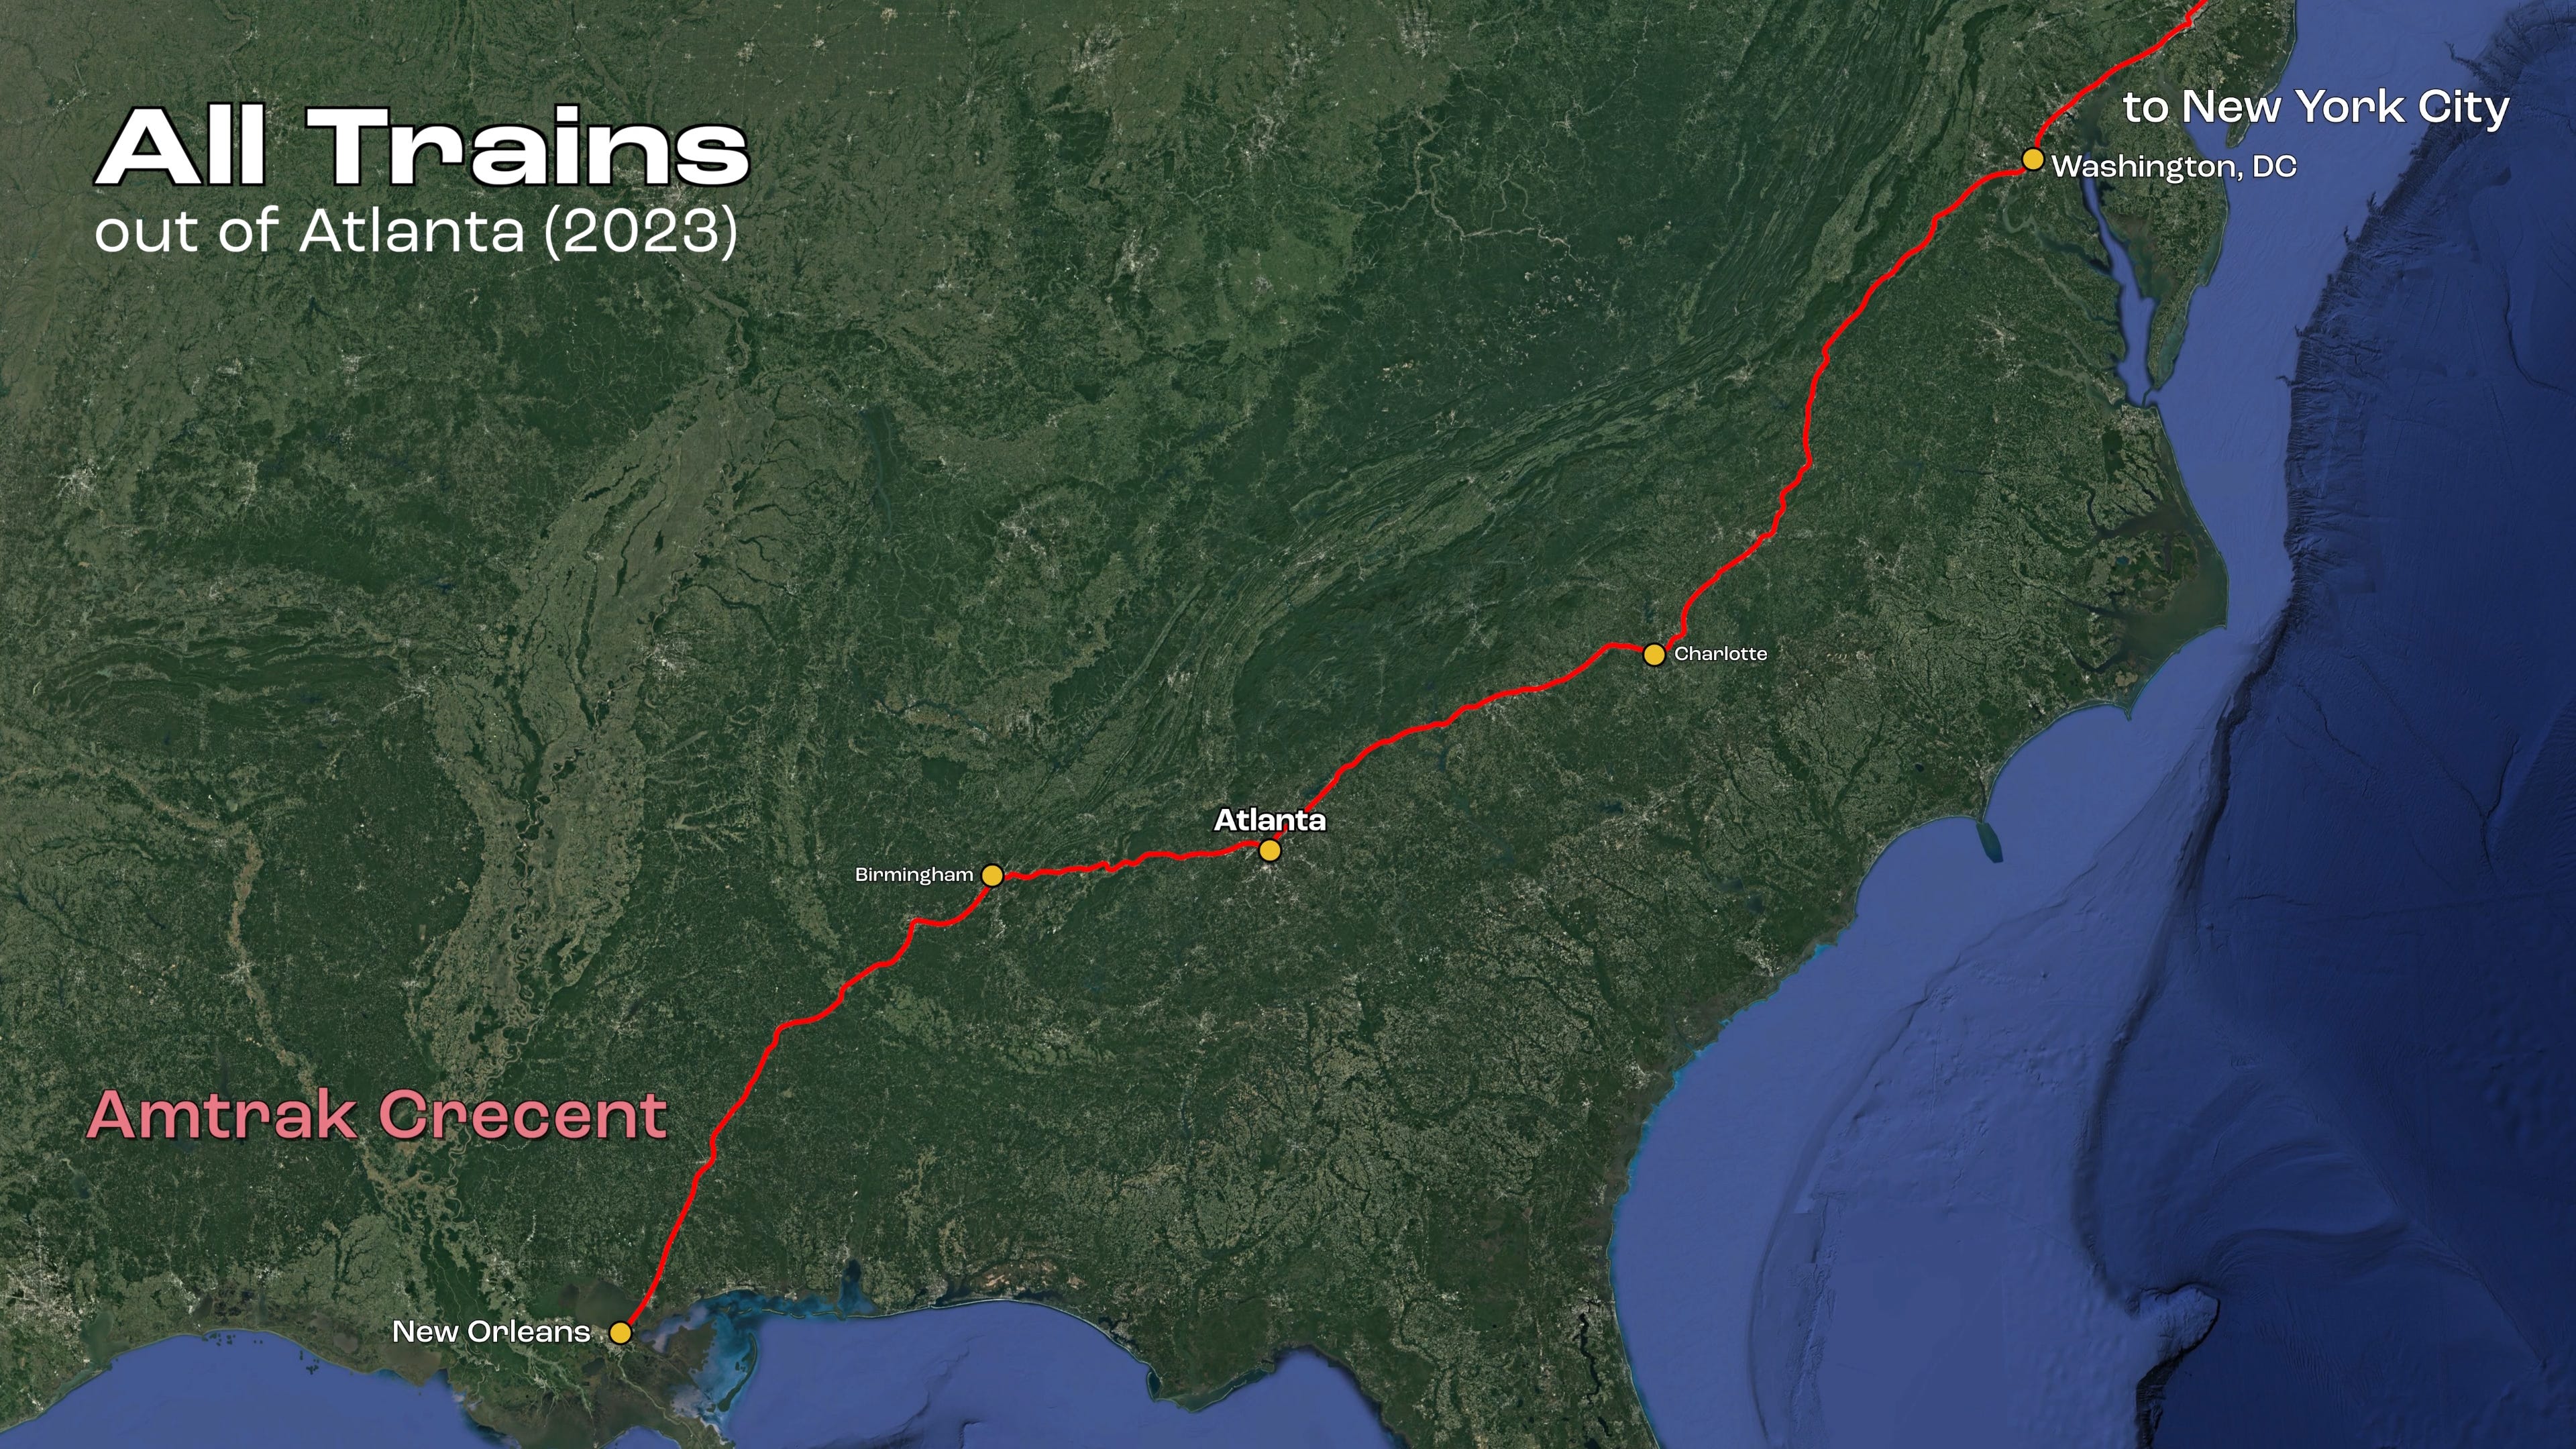 All Trains
out of Atlanta (2023)
to New York City
Washington, DC
Charlotte
Atlanta
Birmingham
Amtrak Crecent
New Orleans